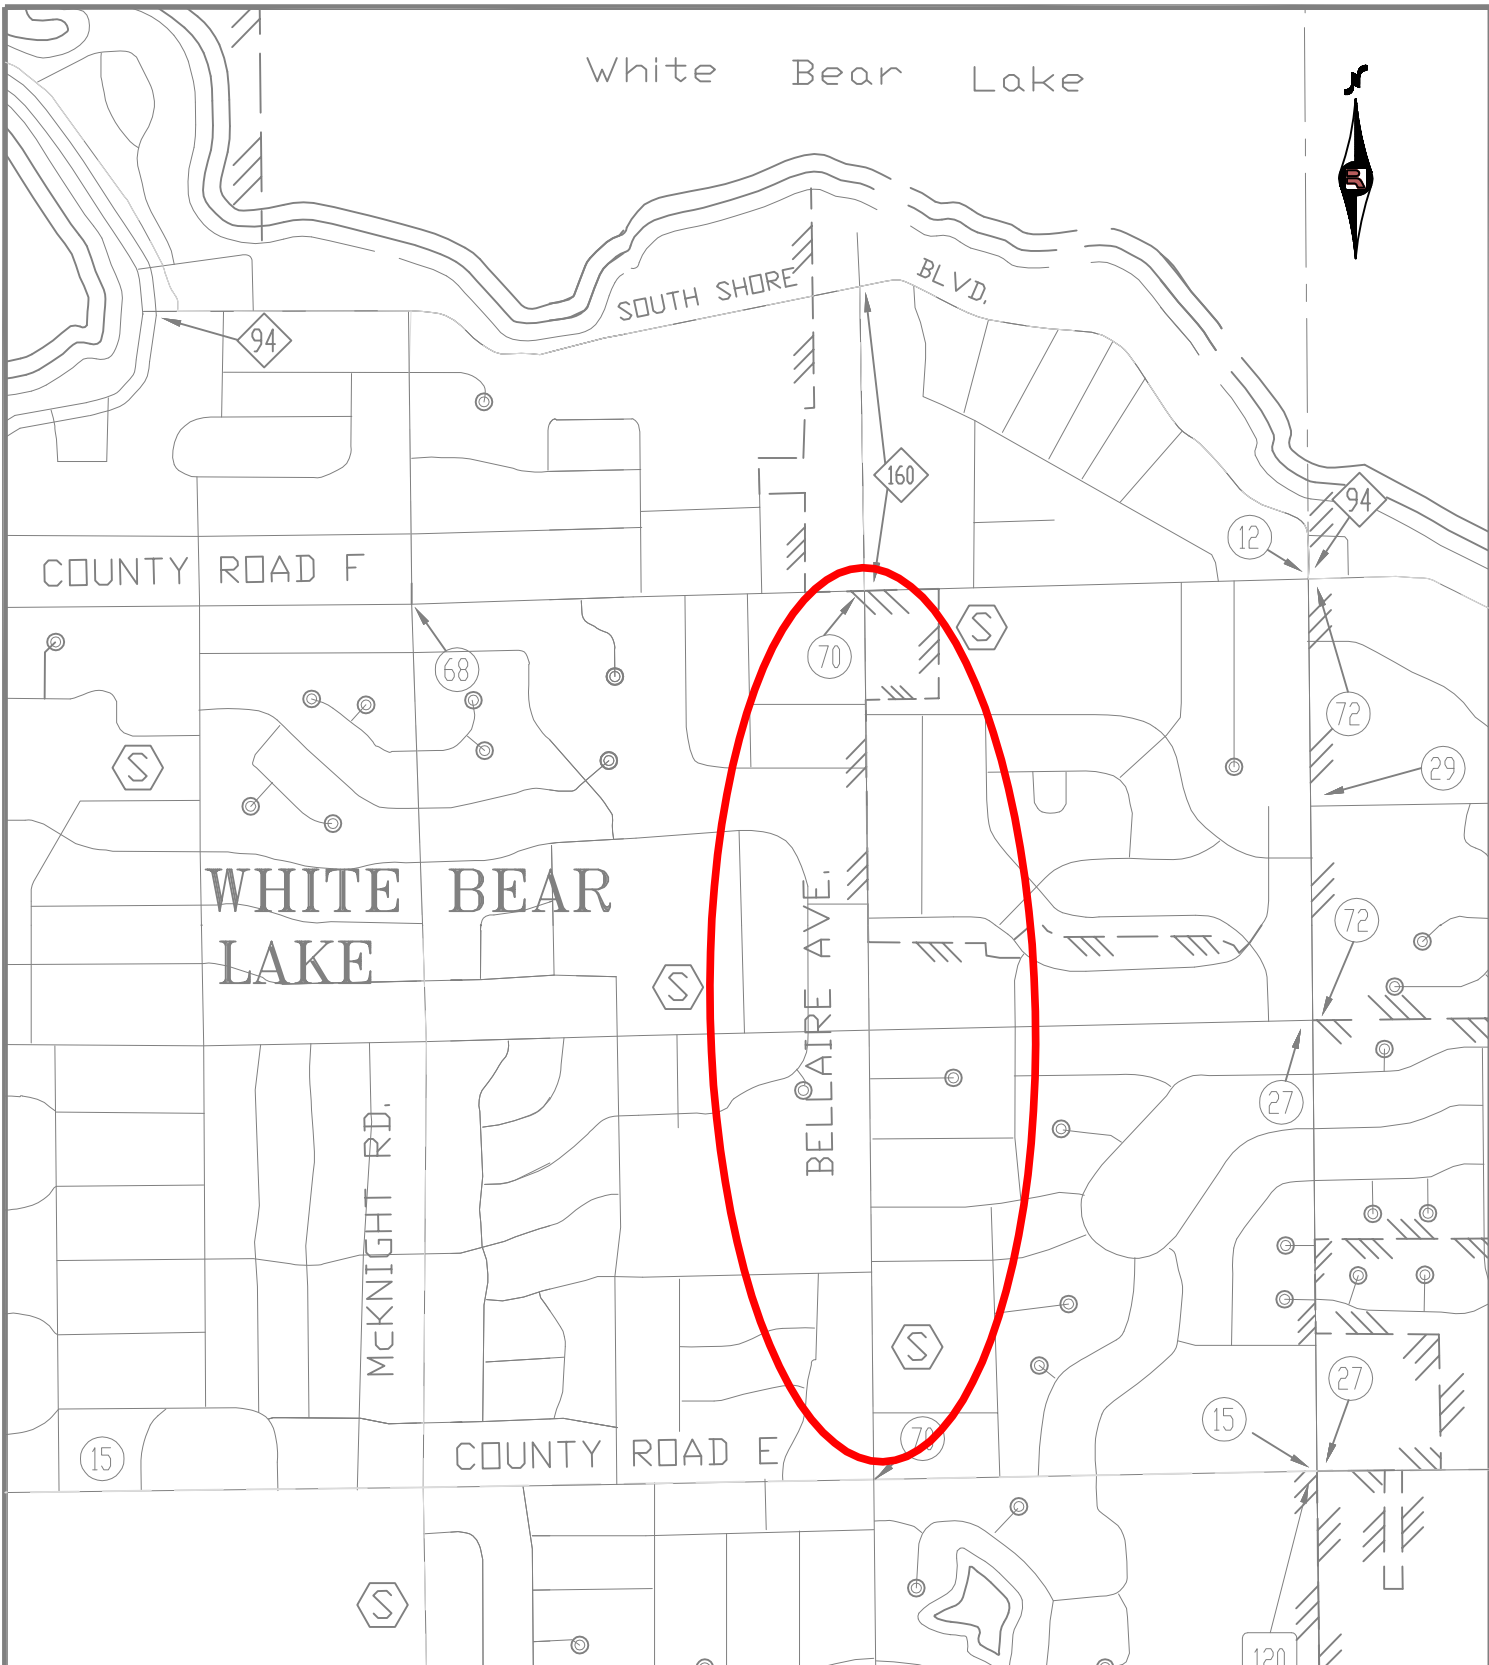 White Bear Lake
SOUTH SHORE BLVD.
94
160
94
12
COUNTY ROAD F
70
68
S
S
72
29
WHITE BEAR
LAKE
S
72
BELLAIRE AVE.
27
McKNIGHT RD.
S
27
15
70
COUNTY ROAD E
15
S
120